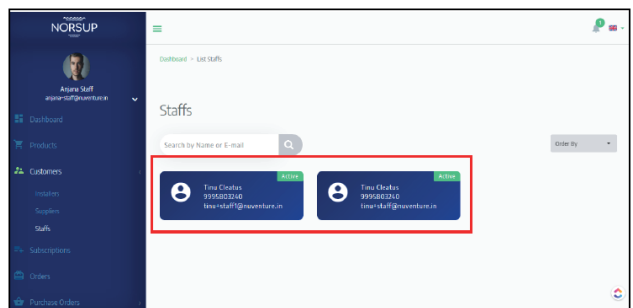 NORSUP
Anjana Staff
anjana-staff@nuventure.in
Dashboard
Products
Customers
Installers
Suppliers
Staffs
Subscriptions
Orders
Purchase Orders
1
Dashboard > List Staffs
Staffs
Search by Name or E-mail
Order By
Active
Tinu Cleatus
9995803240
tinu+staff1@nuventure.in
Active
Tinu Cleatus
9995803240
tinu+staff@nuventure.in